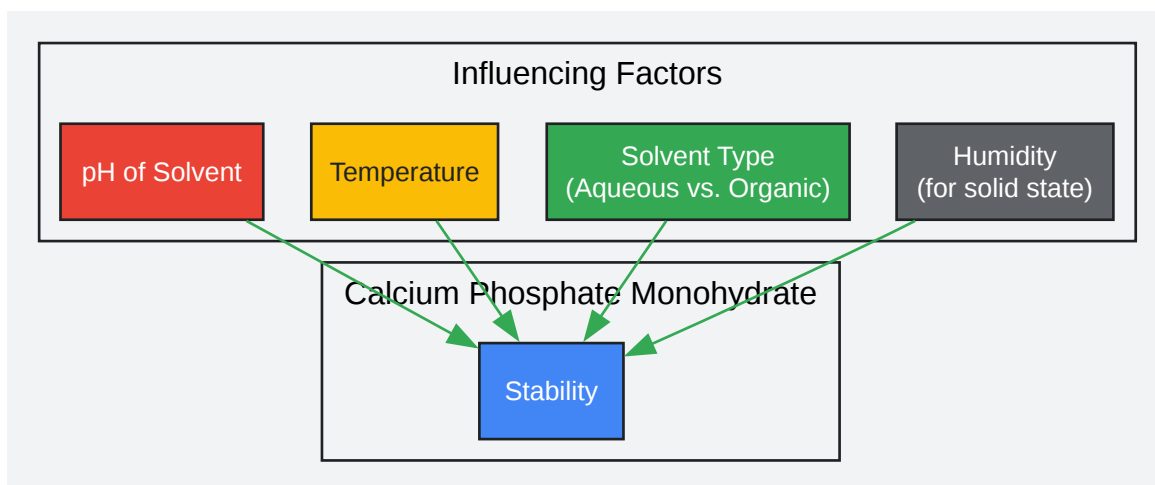 Influencing Factors
pH of Solvent
Temperature
Solvent Type
(Aqueous vs. Organic)
Humidity
(for solid state)
Calcium Phosphate Monohydrate
Stability